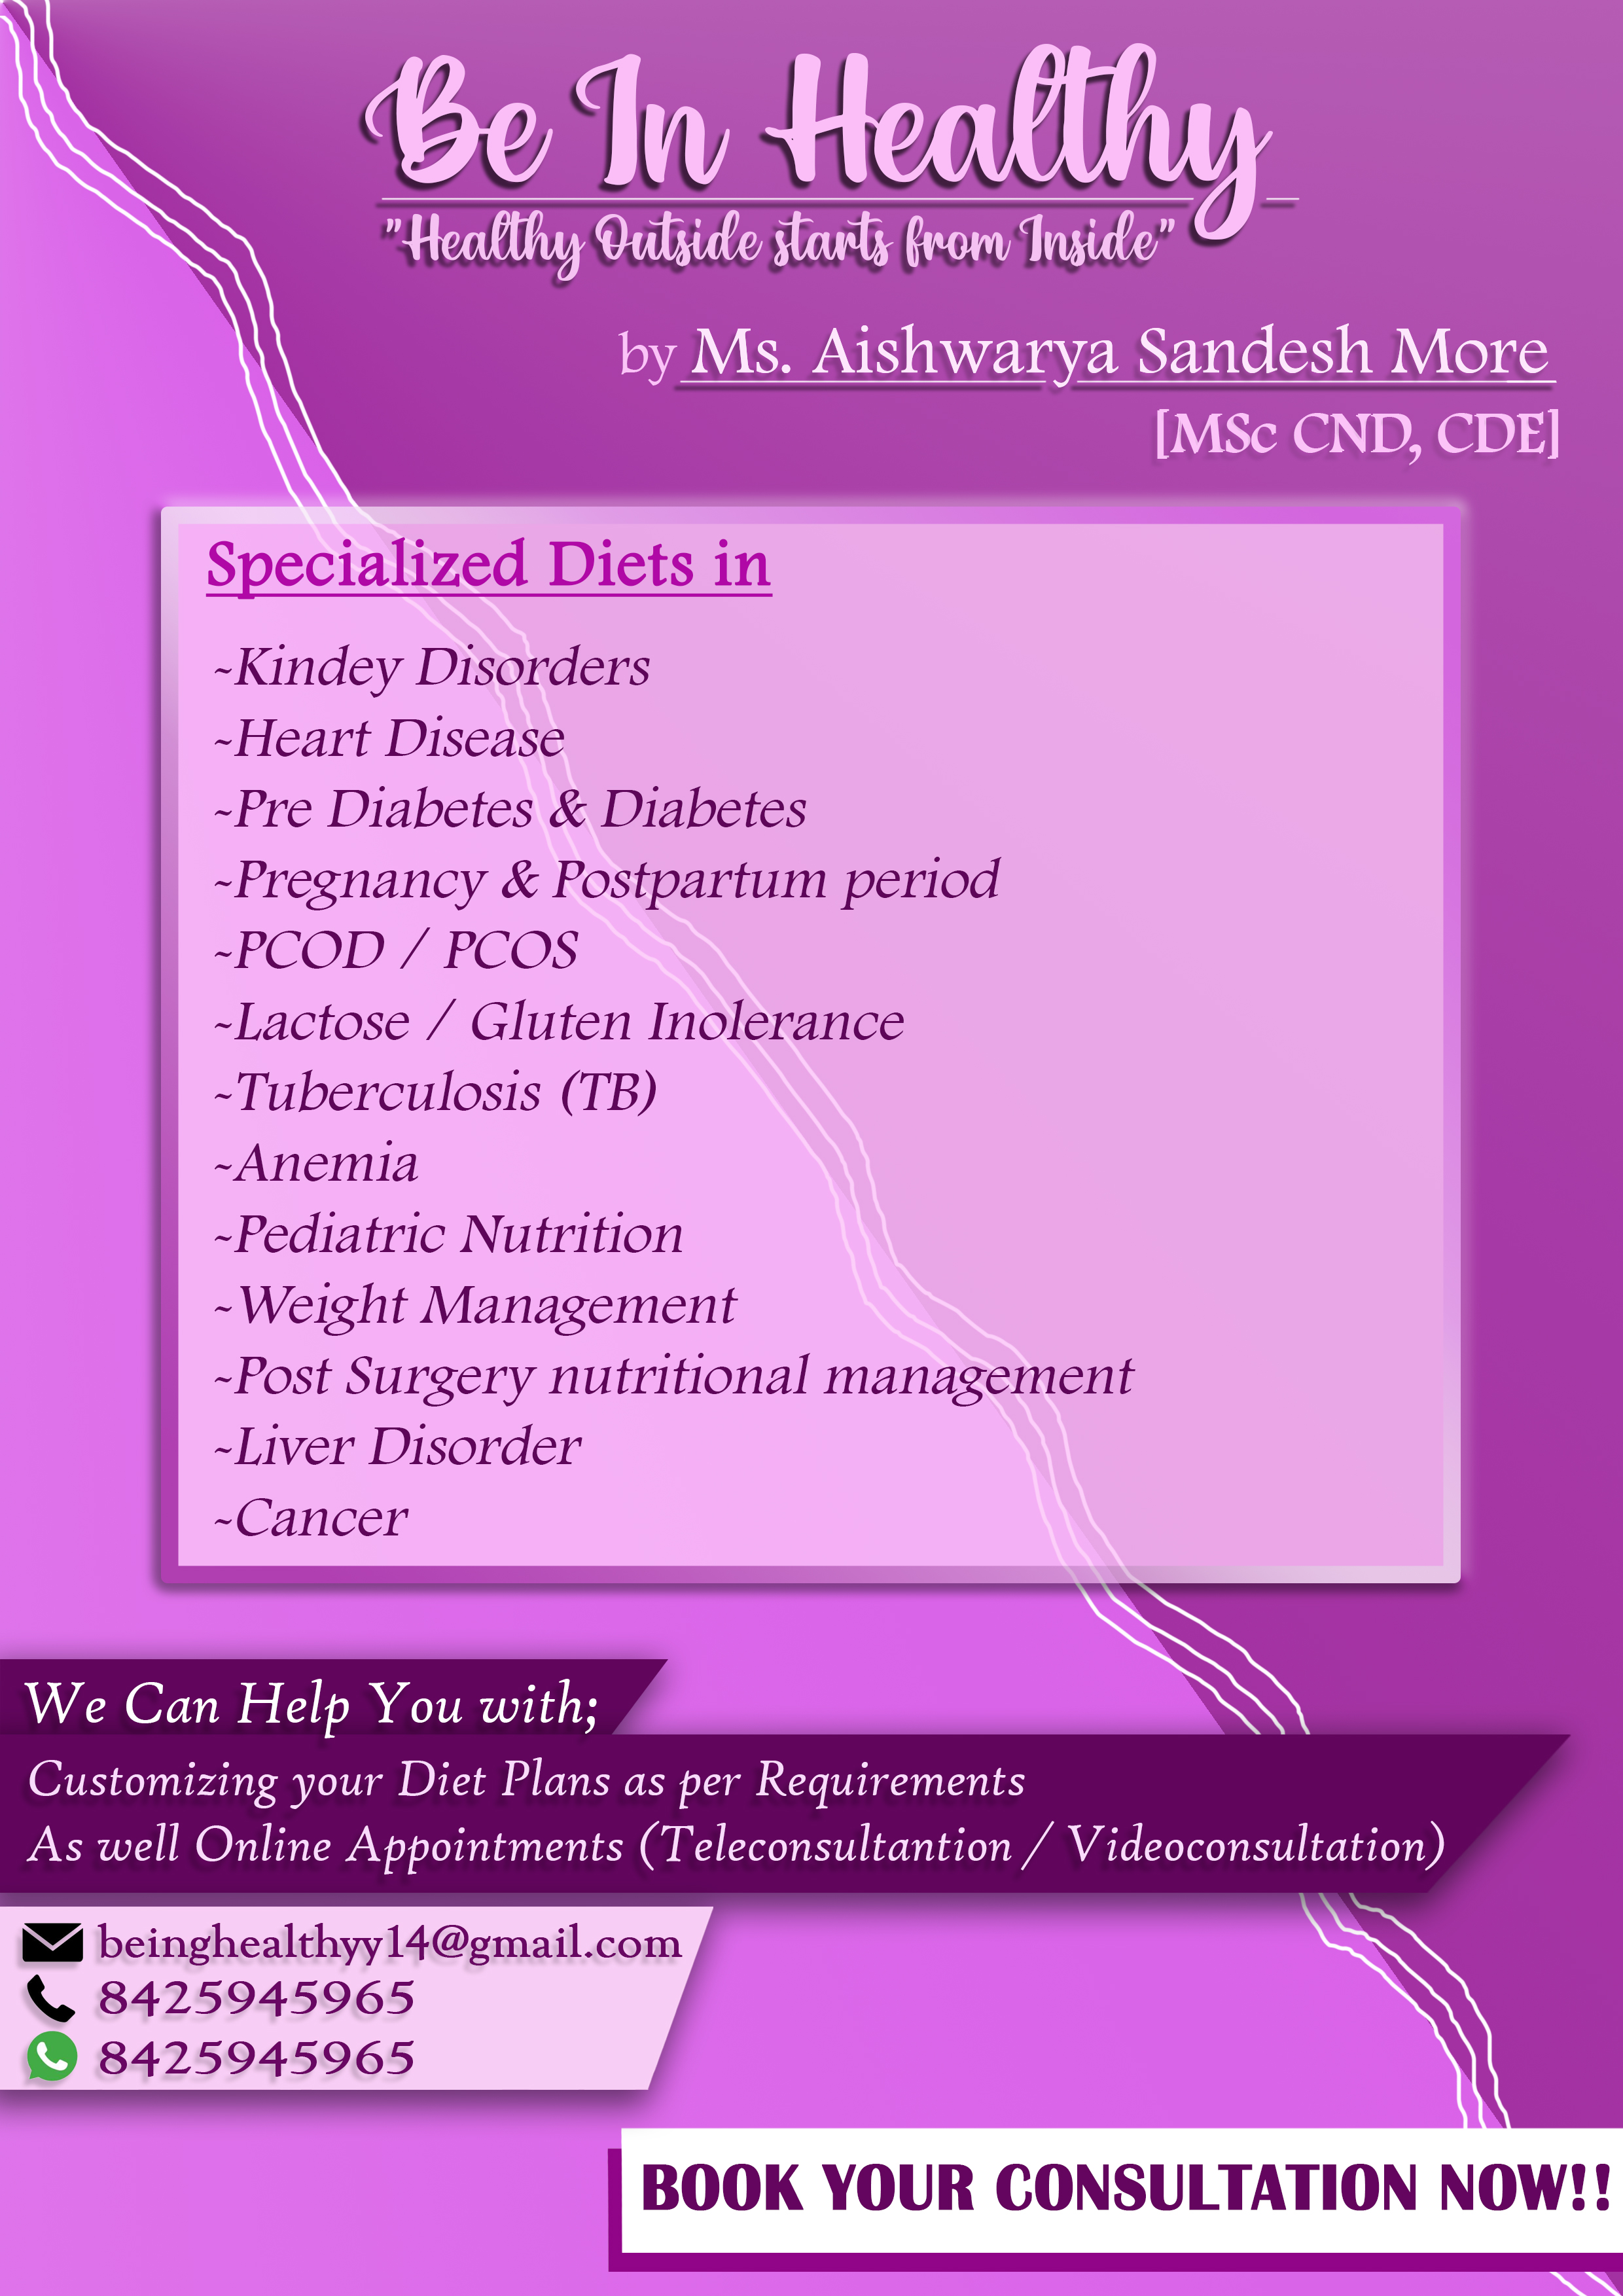 Be In Healthy
"Healthy Outside starts from Inside"
by Ms. Aishwarya Sandesh More
[MSc CND, CDE]
Specialized Diets in
~Kindey Disorders
~Heart Disease
~Pre Diabetes & Diabetes
~Pregnancy & Postpartum period
~PCOD / PCOS
~Lactose / Gluten Inolerance
~Tuberculosis (TB)
~Anemia
~Pediatric Nutrition
~Weight Management
~Post Surgery nutritional management
~Liver Disorder
~Cancer
We Can Help You with;
Customizing your Diet Plans as per Requirements
As well Online Appointments (Teleconsultantion / Videoconsultation)
beinghealthyy14@gmail.com
8425945965
8425945965
BOOK YOUR CONSULTATION NOW!!